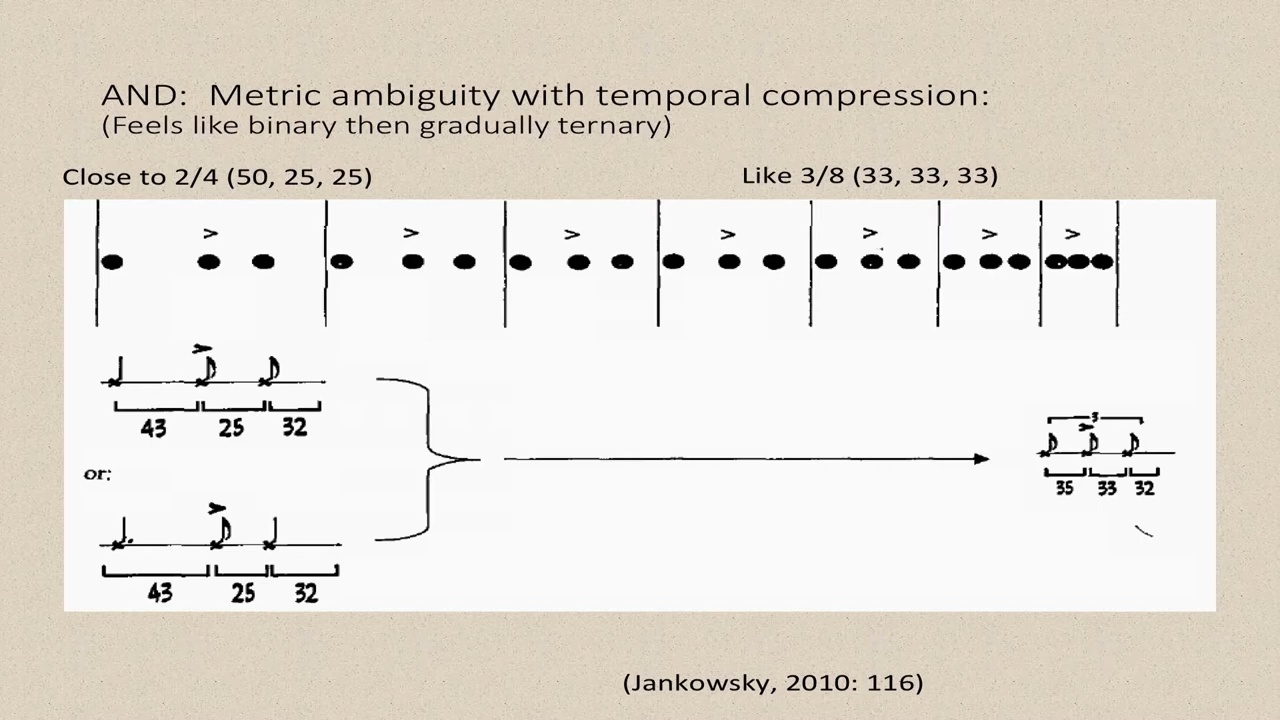 AND: Metric ambiguity with temporal compression:
(Feels like binary then gradually ternary)
Close to 2/4 (50, 25, 25)
Like 3/8 (33, 33, 33)
> > > > > > >
>
43 25 32
or:
>
43 25 32
3
>
35 33 32
(Jankowsky, 2010: 116)